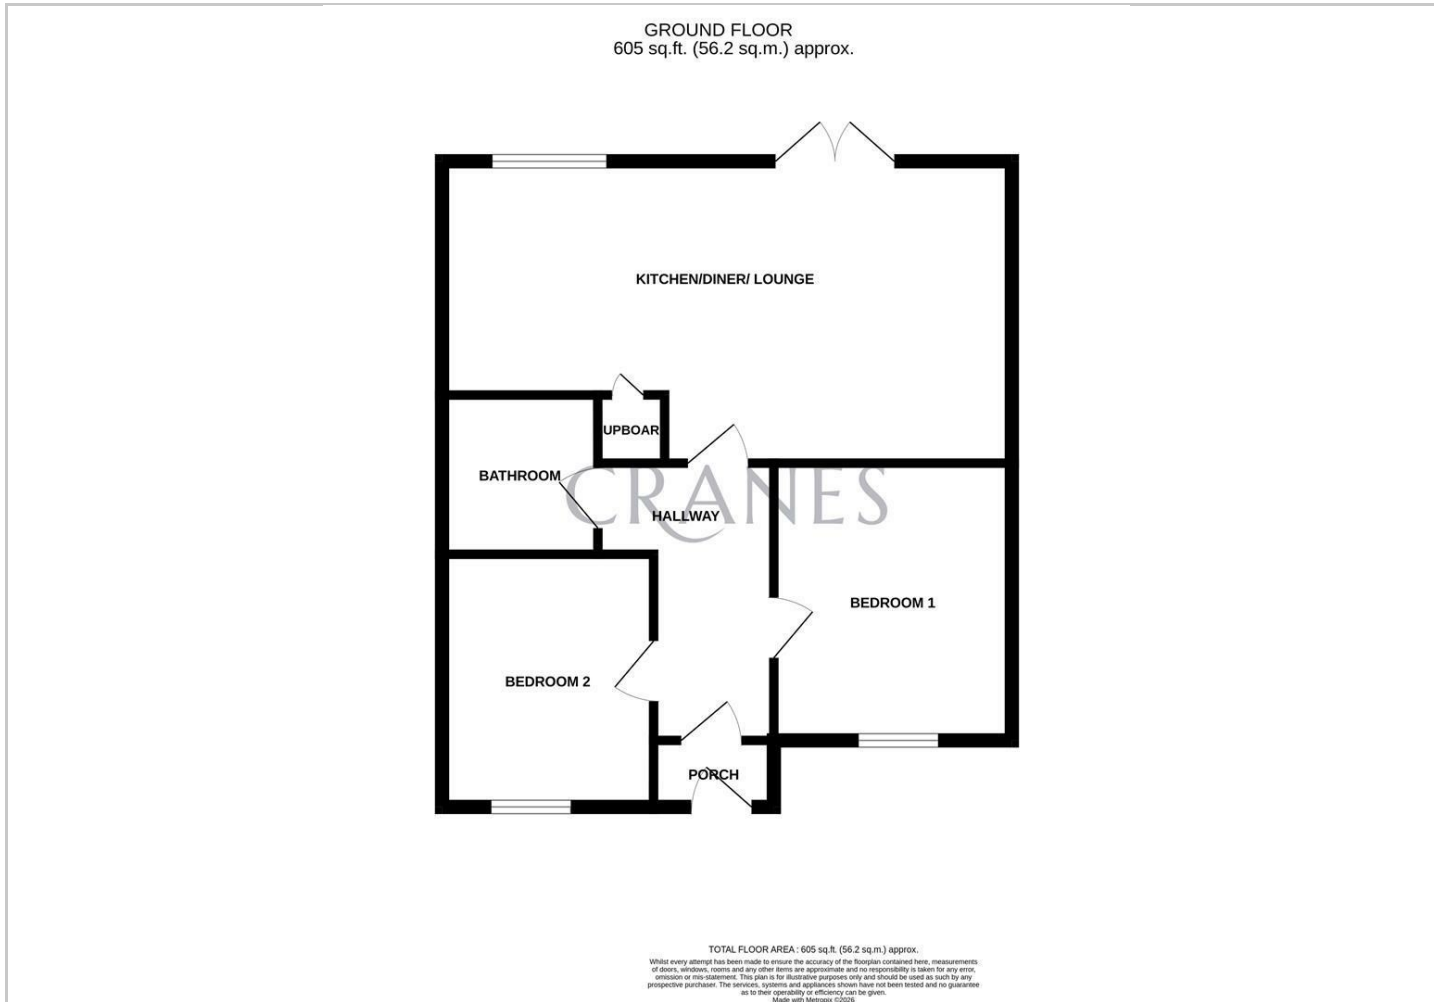 GROUND FLOOR
605 sq.ft. (56.2 sq.m.) approx.
KITCHEN/DINER/ LOUNGE
UPBOAR
BATHROOM
CRANES
HALLWAY
BEDROOM 1
BEDROOM 2
PORCH
TOTAL FLOOR AREA : 605 sq.ft. (56.2 sq.m.) approx.
Whilst every attempt has been made to ensure the accuracy of the floorplan contained here, measurements
of doors, windows, rooms and any other items are approximate and no responsibility is taken for any error,
omission or mis-statement. This plan is for illustrative purposes only and should be used as such by any
prospective purchaser. The services, systems and appliances shown have not been tested and no guarantee
as to their operability or efficiency can be given.
Made with Metropix ©2026